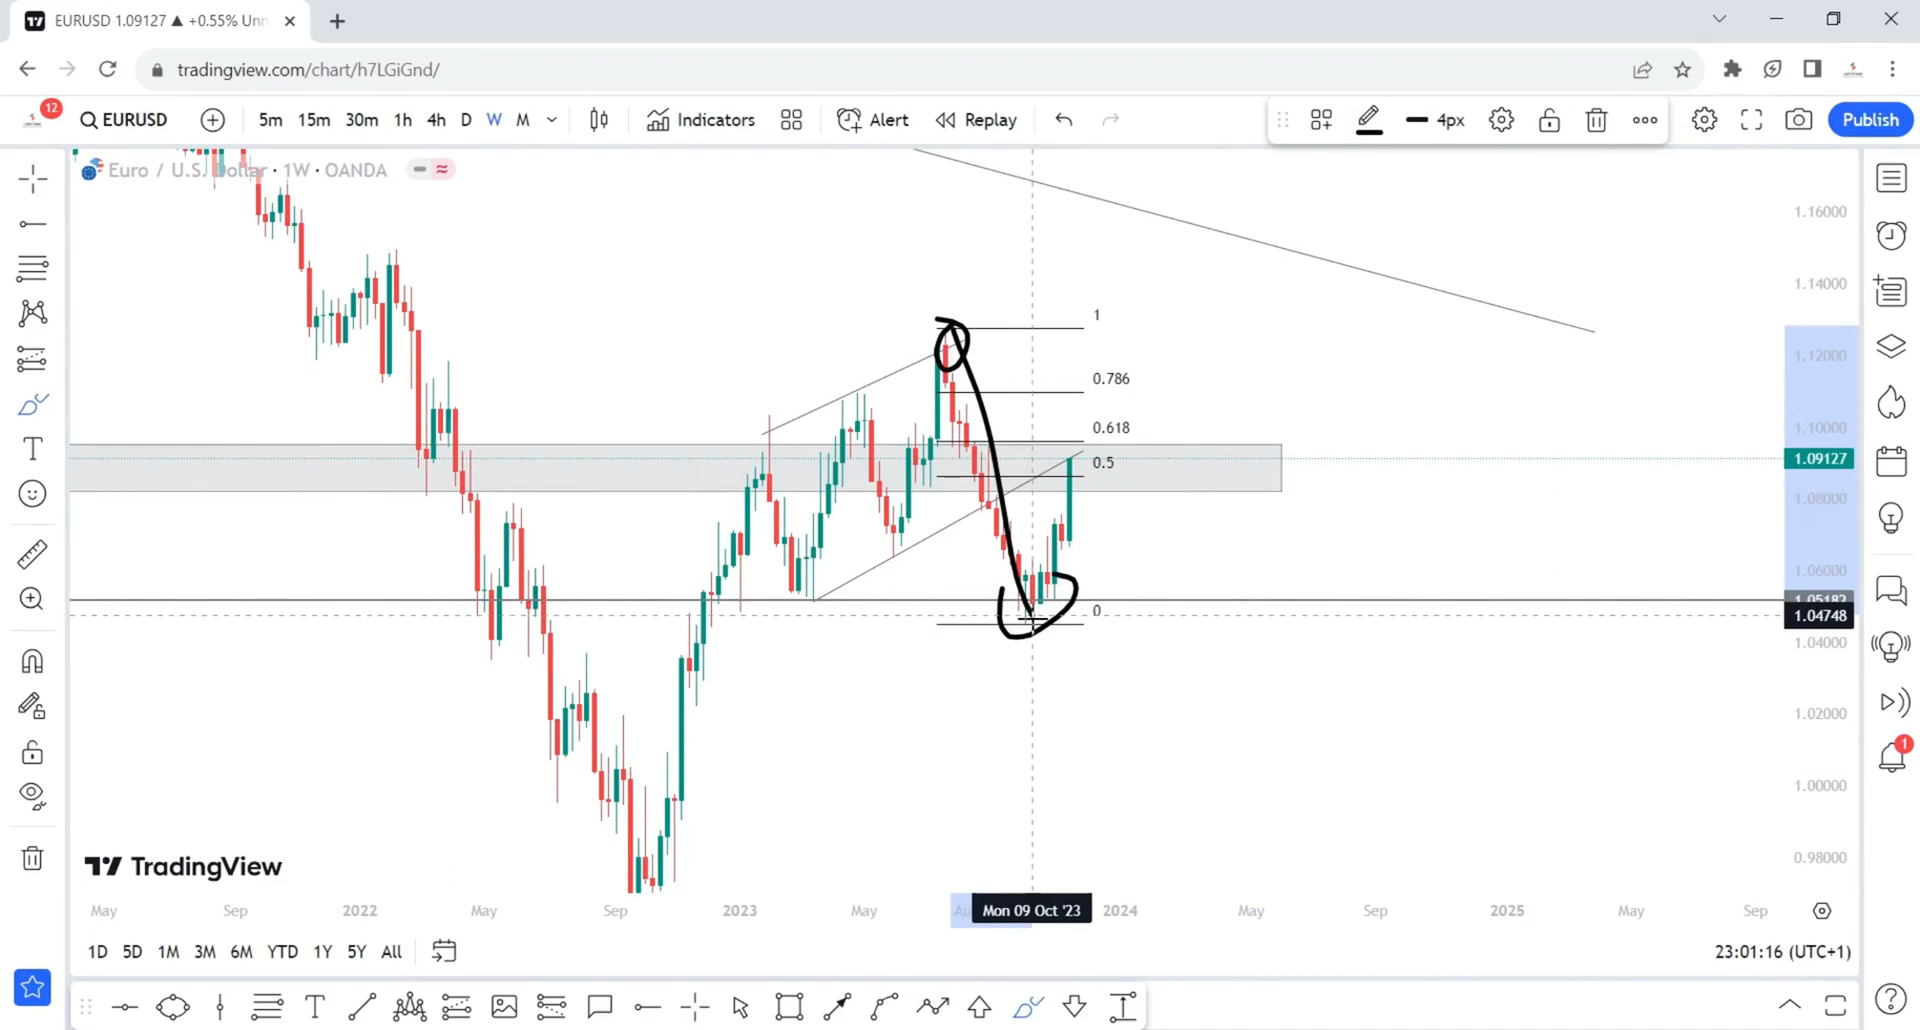 EURUSD 1.09127 ▲ +0.55% Unn
tradingview.com/chart/h7LGiGnd/
12
EURUSD 5m 15m 30m 1h 4h D W M Indicators Alert Replay 4px Publish
Euro / U.S. Dollar · 1W · OANDA
1.16000
1.14000
1
1.12000
0.786
0.618
1.10000
0.5
1.09127
1.08000
1.06000
1.05182
0
1.04748
1.04000
1.02000
1
1.00000
0.98000
TradingView
May Sep 2022 May Sep 2023 May Mon 09 Oct '23 2024 May Sep 2025 May Sep
1D 5D 1M 3M 6M YTD 1Y 5Y All 23:01:16 (UTC+1)